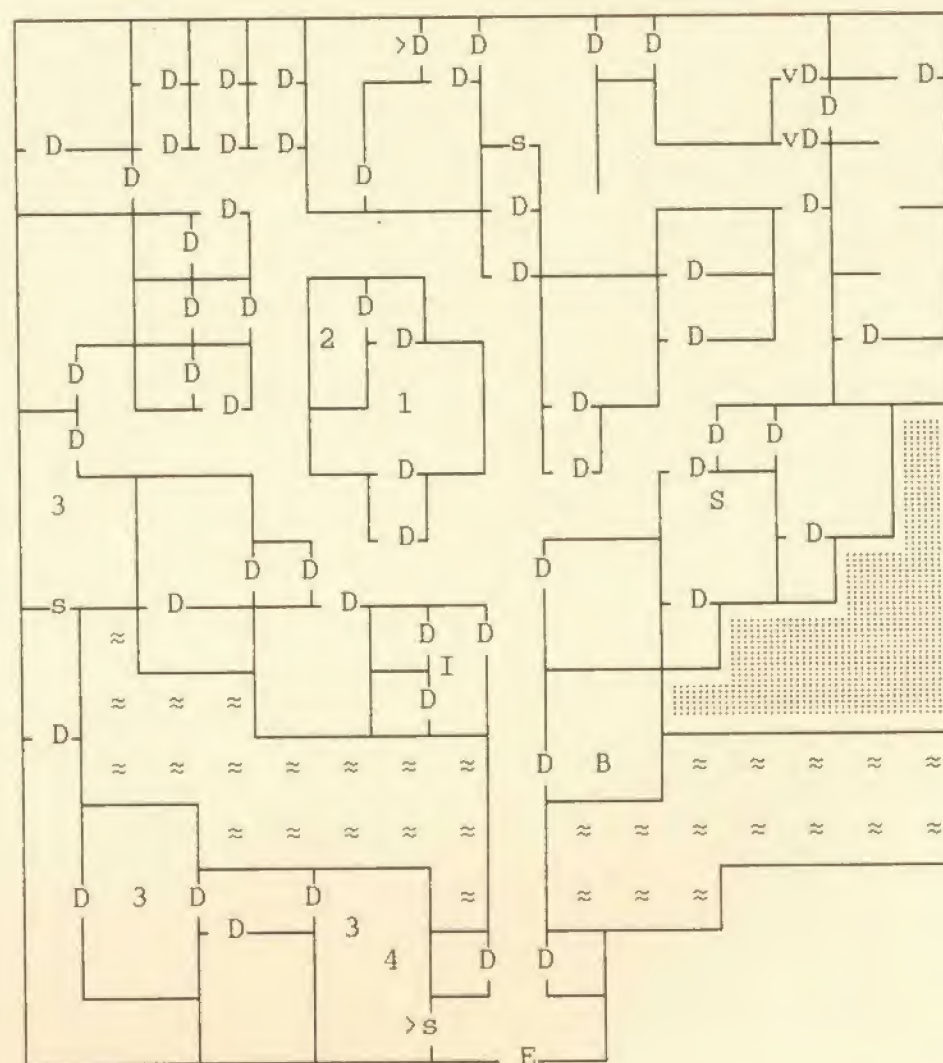 >D D D D
D D D D vD D
D
D D D D s vD
D D
D D D
D
D D
D D D
2 D D D
D D
D 1 D
D D D
D D D
3 S
D D
D D D
s D D D
≈ D D
I
≈ ≈ ≈ D
D
≈ ≈ ≈ ≈ ≈ ≈ ≈ D B ≈ ≈ ≈ ≈ ≈
≈ ≈ ≈ ≈ ≈ ≈ ≈ ≈ ≈ ≈ ≈ ≈
D 3 D D ≈ ≈ ≈ ≈
D 3
4 D D
>s
E